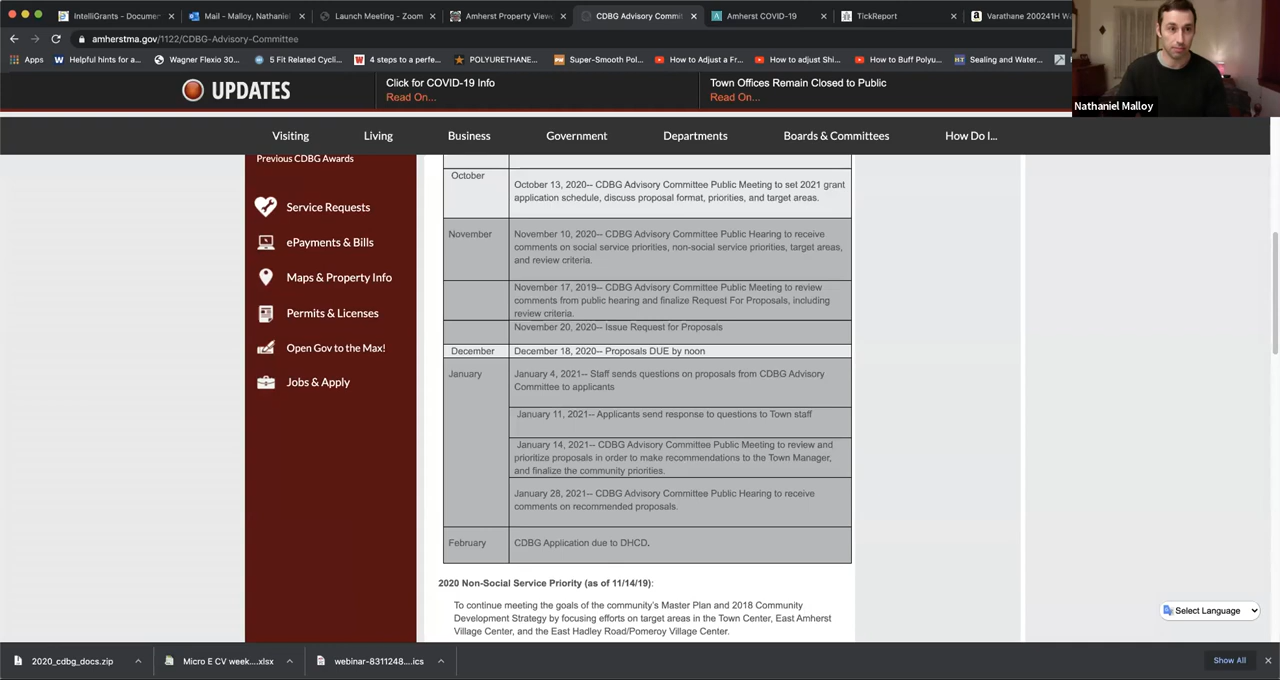 IntelliGrants - Documen
Mail - Malloy, Nathaniel
Launch Meeting - Zoom
Amherst Property View
CDBG Advisory Commit
Amherst COVID-19
TickReport
Varathane 200241H Wa
amherstma.gov/1122/CDBG-Advisory-Committee
Apps
Helpful hints for a...
Wagner Flexio 30...
5 Fit Related Cycli...
4 steps to a perfe...
POLYURETHANE...
Super-Smooth Pol...
How to Adjust a Fr...
How to adjust Shi...
How to Buff Polyu...
Sealing and Water...
Nathaniel Malloy
UPDATES
Click for COVID-19 Info
Read On...
Town Offices Remain Closed to Public
Read On...
Visiting
Living
Business
Government
Departments
Boards & Committees
How Do I...
Previous CDBG Awards
Service Requests
ePayments & Bills
Maps & Property Info
Permits & Licenses
Open Gov to the Max!
Jobs & Apply
October
October 13, 2020-- CDBG Advisory Committee Public Meeting to set 2021 grant
application schedule, discuss proposal format, priorities, and target areas.
November
November 10, 2020-- CDBG Advisory Committee Public Hearing to receive
comments on social service priorities, non-social service priorities, target areas,
and review criteria.
November 17, 2019-- CDBG Advisory Committee Public Meeting to review
comments from public hearing and finalize Request For Proposals, including
review criteria.
November 20, 2020-- Issue Request for Proposals
December
December 18, 2020-- Proposals DUE by noon
January
January 4, 2021-- Staff sends questions on proposals from CDBG Advisory
Committee to applicants
January 11, 2021-- Applicants send response to questions to Town staff
January 14, 2021-- CDBG Advisory Committee Public Meeting to review and
prioritize proposals in order to make recommendations to the Town Manager,
and finalize the community priorities.
January 28, 2021-- CDBG Advisory Committee Public Hearing to receive
comments on recommended proposals.
February
CDBG Application due to DHCD.
2020 Non-Social Service Priority (as of 11/14/19):
To continue meeting the goals of the community's Master Plan and 2018 Community
Development Strategy by focusing efforts on target areas in the Town Center, East Amherst
Village Center, and the East Hadley Road/Pomeroy Village Center.
Select Language
2020_cdbg_docs.zip
Micro E CV week....xlsx
webinar-8311248....ics
Show All